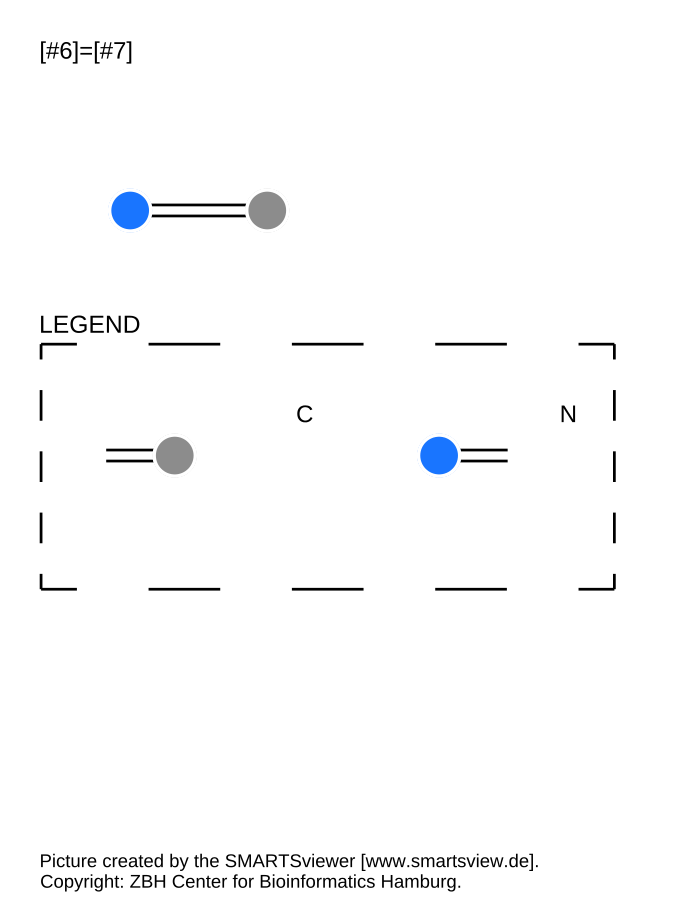 [#6]=[#7]
LEGEND
C
N
Picture created by the SMARTSviewer [www.smartsview.de].
Copyright: ZBH Center for Bioinformatics Hamburg.